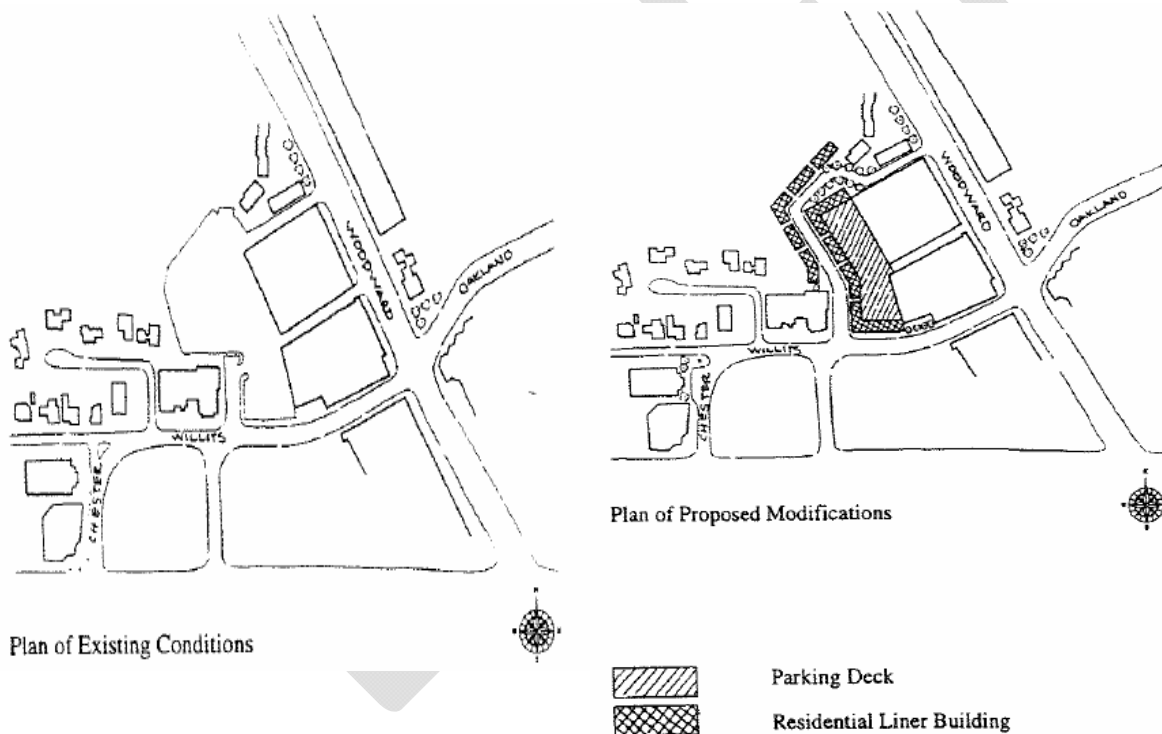 WOODWARD
OAKLAND
WILLITS
CHESTER
Plan of Existing Conditions
WOODWARD
OAKLAND
WILLITS
CHESTER
Plan of Proposed Modifications
Parking Deck
Residential Liner Building